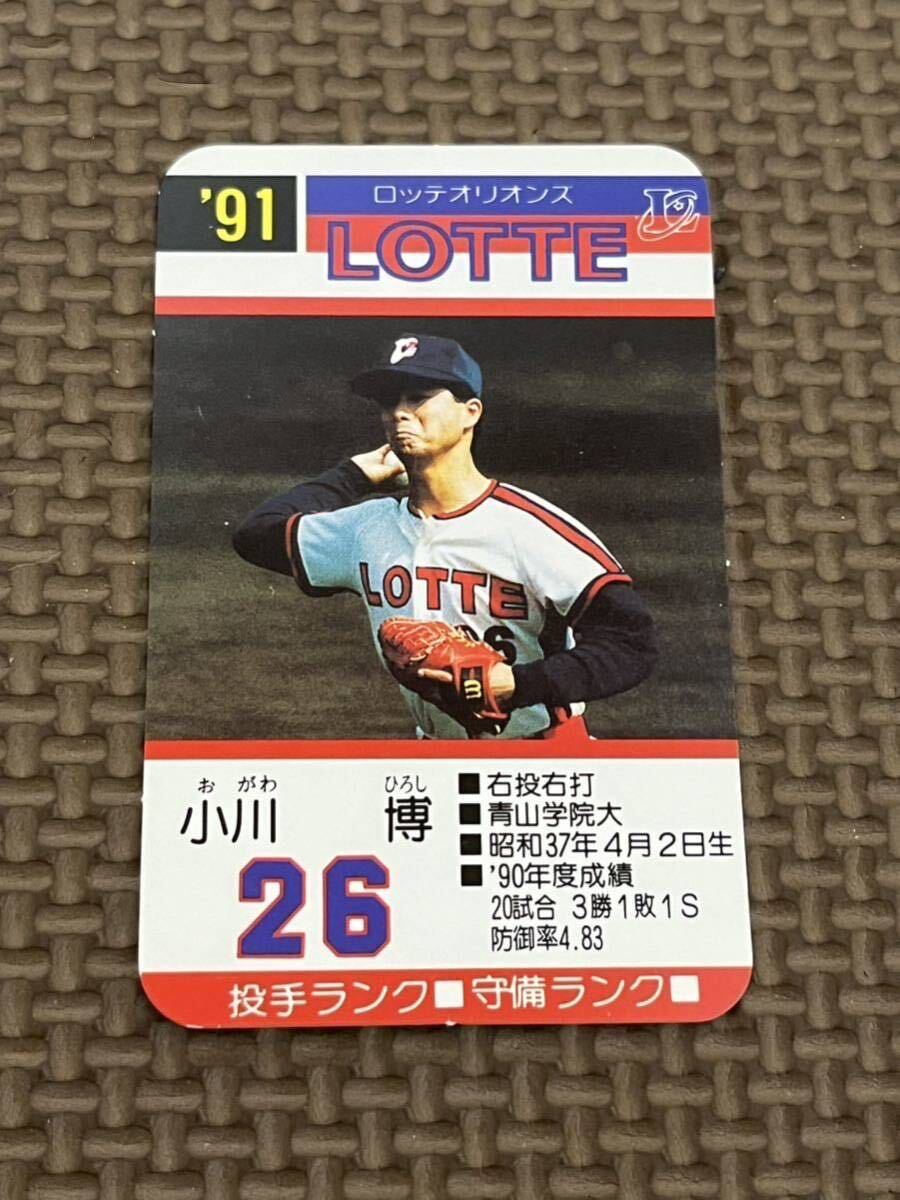 '91
ロッテオリオンズ
LOTTE
LOTTE
26
お がわ ひろし
小川 博
26
■右投右打
■青山学院大
■昭和37年4月2日生
■'90年度成績
20試合 3勝1敗1S
防御率4.83
投手ランク■ 守備ランク■